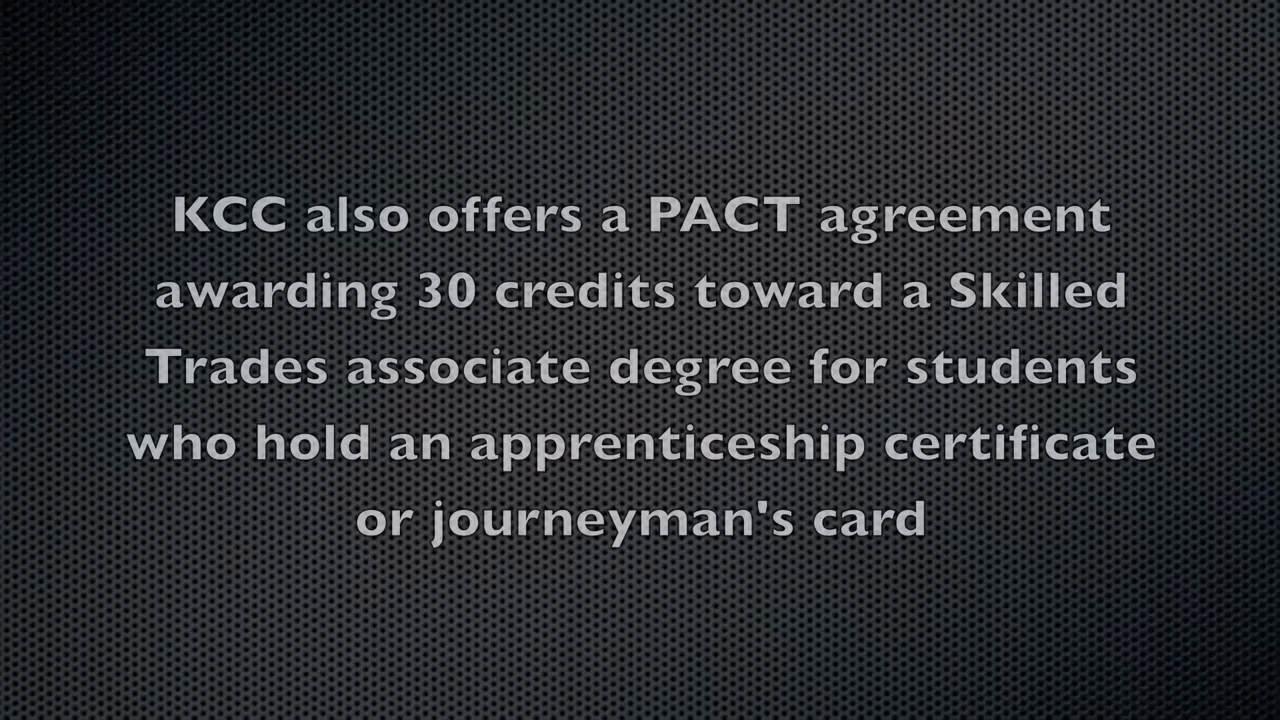 KCC also offers a PACT agreement
awarding 30 credits toward a Skilled
Trades associate degree for students
who hold an apprenticeship certificate
or journeyman's card